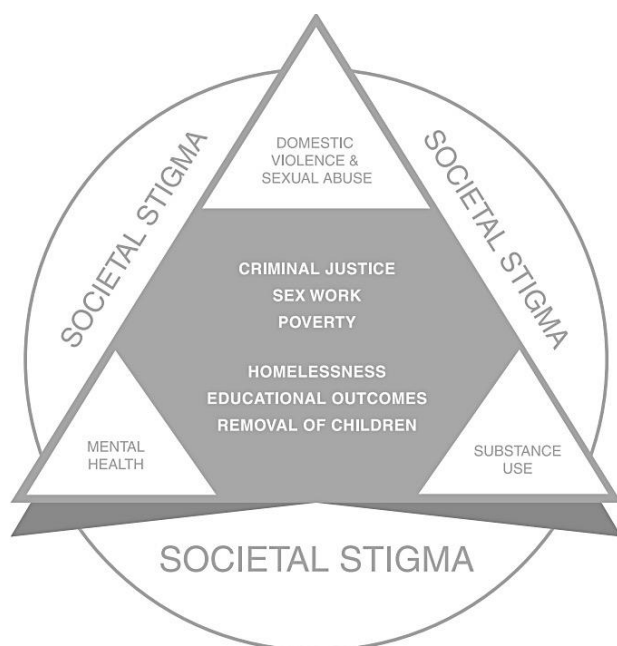 DOMESTIC
VIOLENCE &
SEXUAL ABUSE
SOCIETAL STIGMA
SOCIETAL STIGMA
CRIMINAL JUSTICE
SEX WORK
POVERTY
HOMELESSNESS
EDUCATIONAL OUTCOMES
REMOVAL OF CHILDREN
MENTAL
HEALTH
SUBSTANCE
USE
SOCIETAL STIGMA